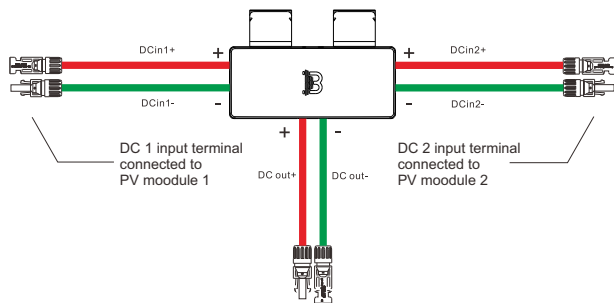 DCin1+
+
+
DCin2+
DCin1-
-
-
DCin2-
DC 1 input terminal
connected to
PV moodule 1
+
-
DC 2 input terminal
connected to
PV moodule 2
DC out+
DC out-